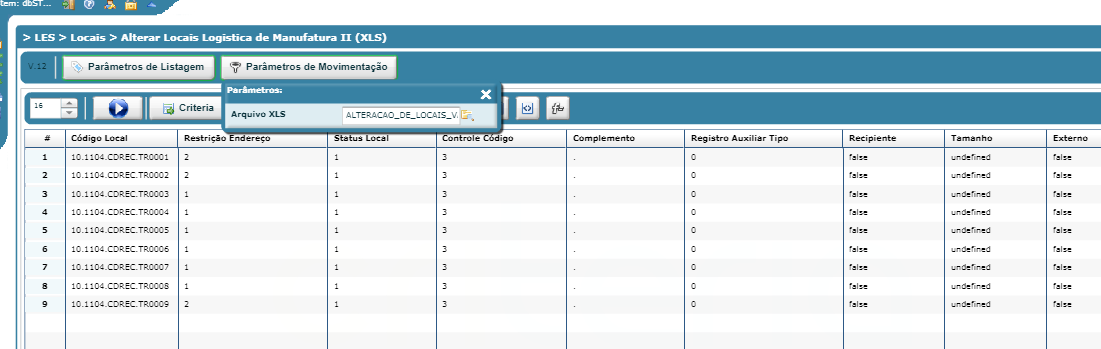 tem: dbST...
> LES > Locais > Alterar Locais Logistica de Manufatura II (XLS)
V.12 Parâmetros de Listagem Parâmetros de Movimentação
Parâmetros:
16 Criteria
Arquivo XLS ALTERACAO_DE_LOCAIS_V
# Código Local Restrição Endereço Status Local Controle Código Complemento Registro Auxiliar Tipo Recipiente Tamanho Externo
1 10.1104.CDREC.TR0001 2 1 3 . 0 false undefined false
2 10.1104.CDREC.TR0002 2 1 3 . 0 false undefined false
3 10.1104.CDREC.TR0003 1 1 3 . 0 false undefined false
4 10.1104.CDREC.TR0004 1 1 3 . 0 false undefined false
5 10.1104.CDREC.TR0005 1 1 3 . 0 false undefined false
6 10.1104.CDREC.TR0006 1 1 3 . 0 false undefined false
7 10.1104.CDREC.TR0007 1 1 3 . 0 false undefined false
8 10.1104.CDREC.TR0008 1 1 3 . 0 false undefined false
9 10.1104.CDREC.TR0009 2 1 3 . 0 false undefined false